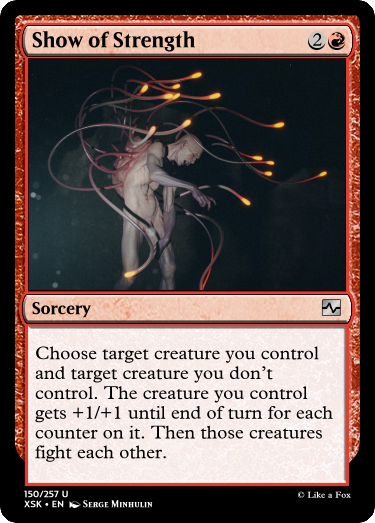 Show of Strength 2
Sorcery
Choose target creature you control
and target creature you don't
control. The creature you control
gets +1/+1 until end of turn for each
counter on it. Then those creatures
fight each other.
150/257 U
XSK • EN Serge Minhulin
© Like a Fox